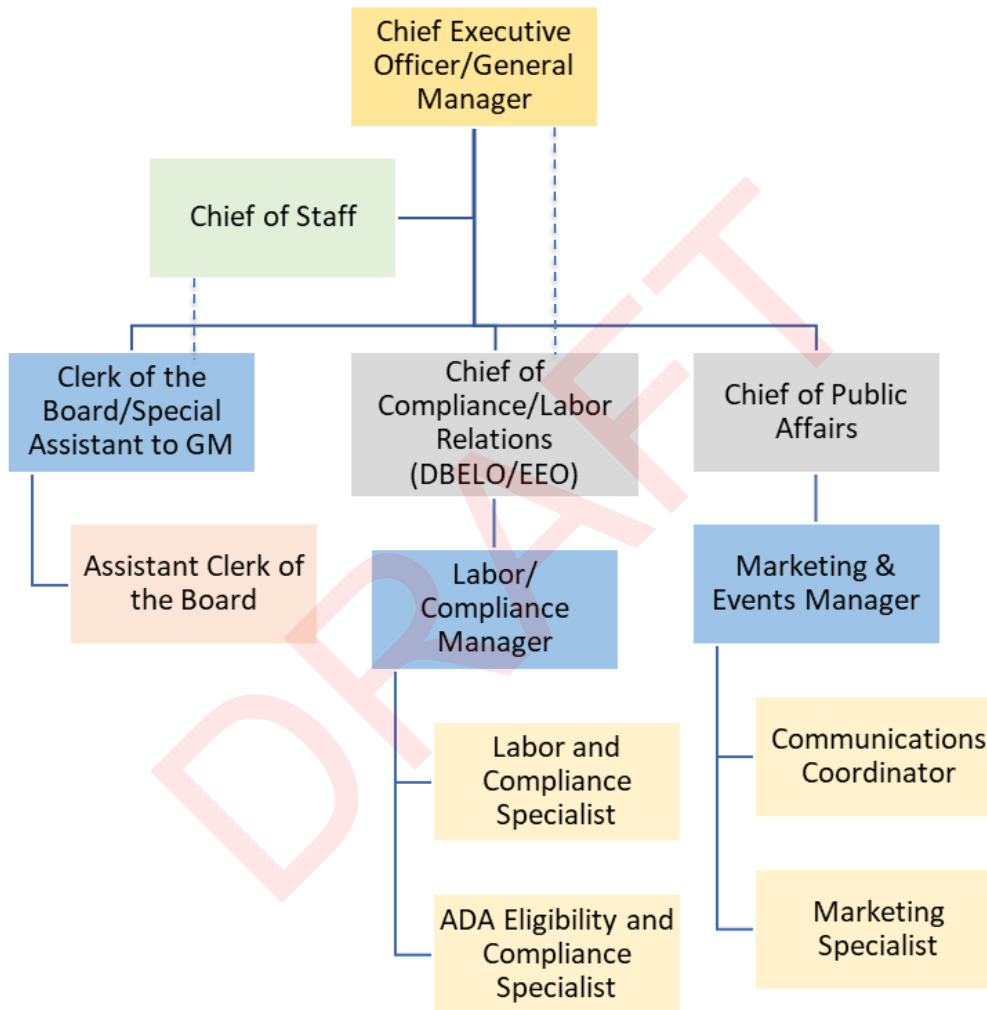 Chief Executive
Officer/General
Manager
Chief of Staff
Clerk of the
Board/Special
Assistant to GM
Chief of
Compliance/Labor
Relations
(DBELO/EEO)
Chief of Public
Affairs
Assistant Clerk of
the Board
Labor/
Compliance
Manager
Marketing &
Events Manager
Labor and
Compliance
Specialist
Communications
Coordinator
ADA Eligibility and
Compliance
Specialist
Marketing
Specialist
DRAFT